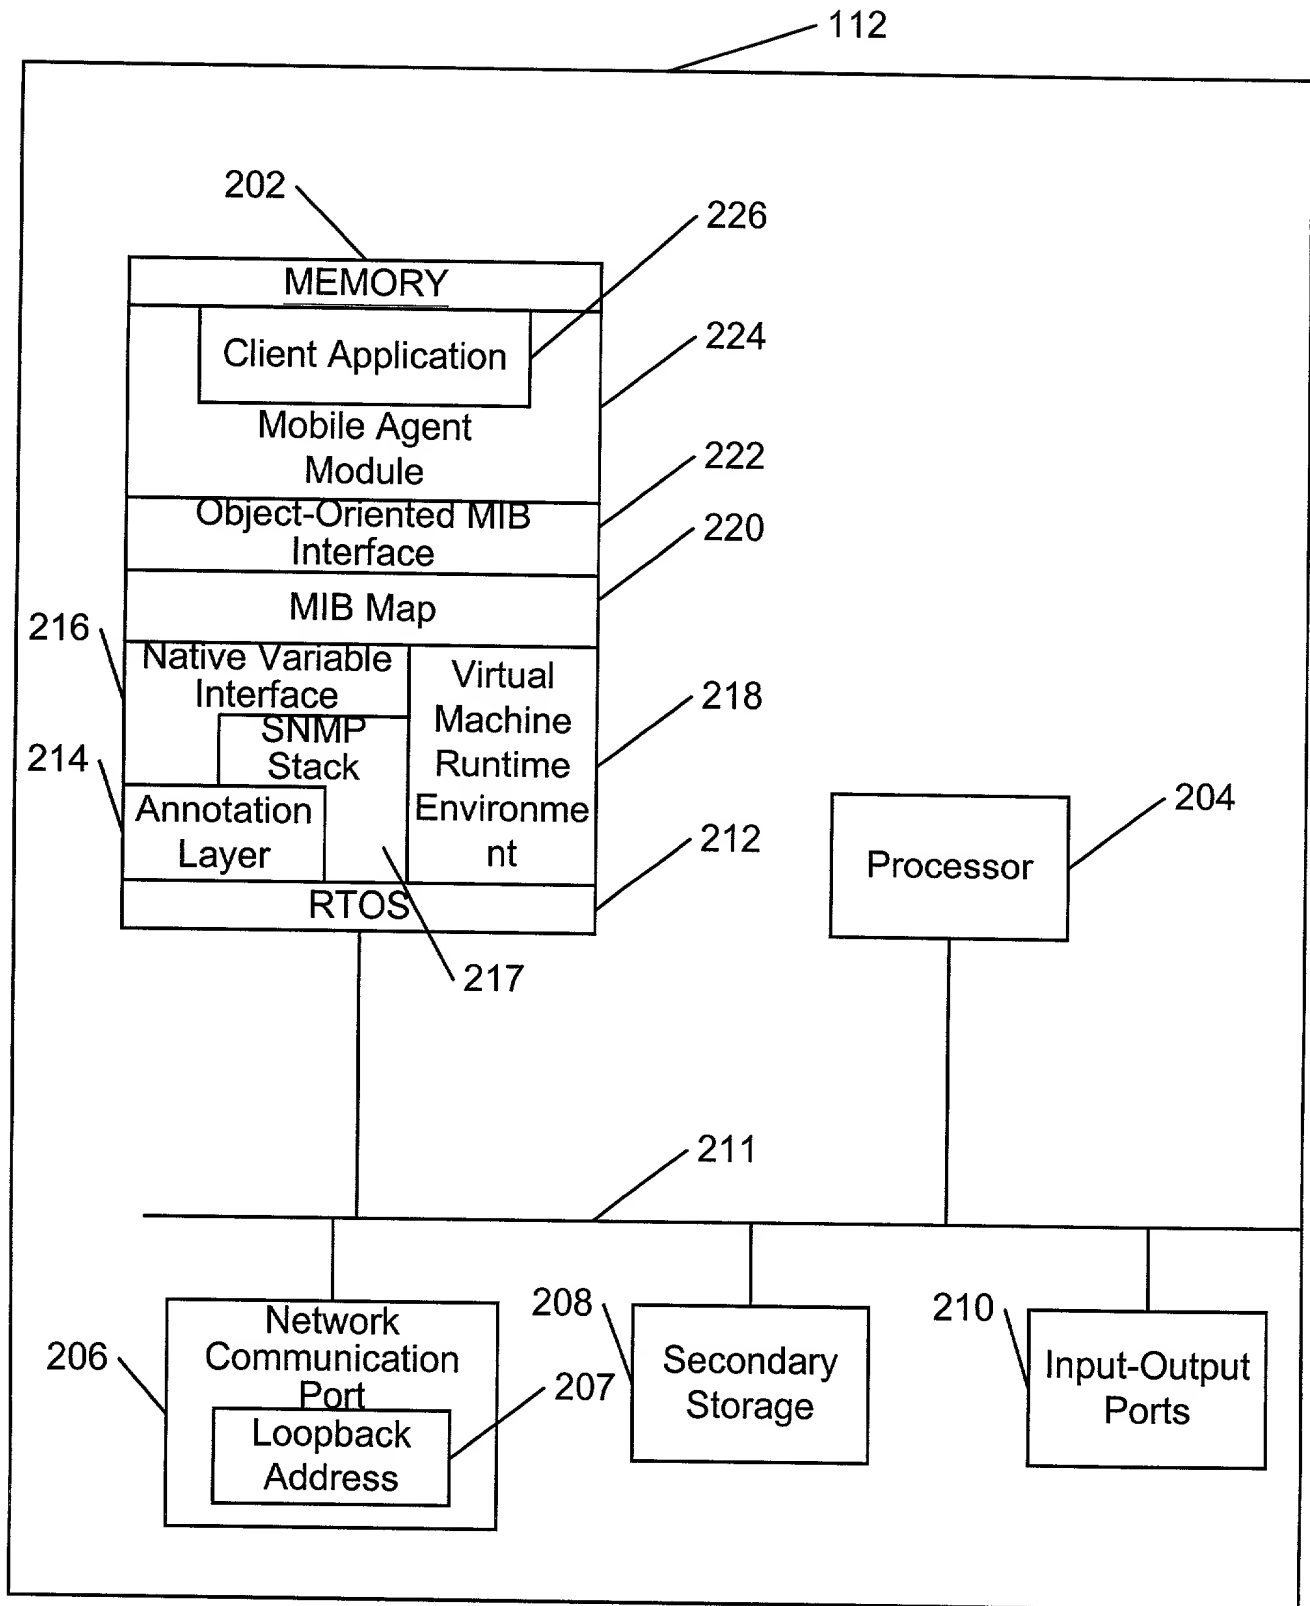 112
202
226
MEMORY
Client Application
224
Mobile Agent
Module
222
Object-Oriented MIB
Interface
220
MIB Map
216
Native Variable
Interface
Virtual
Machine
Runtime
Environme
nt
218
SNMP
Stack
214
Annotation
Layer
212
RTOS
217
204
Processor
211
206
Network
Communication
Port
207
Loopback
Address
208
Secondary
Storage
210
Input-Output
Ports